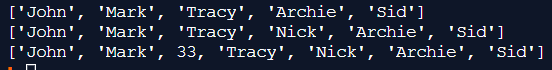 ['John', 'Mark', 'Tracy', 'Archie', 'Sid']
['John', 'Mark', 'Tracy', 'Nick', 'Archie', 'Sid']
['John', 'Mark', 33, 'Tracy', 'Nick', 'Archie', 'Sid']